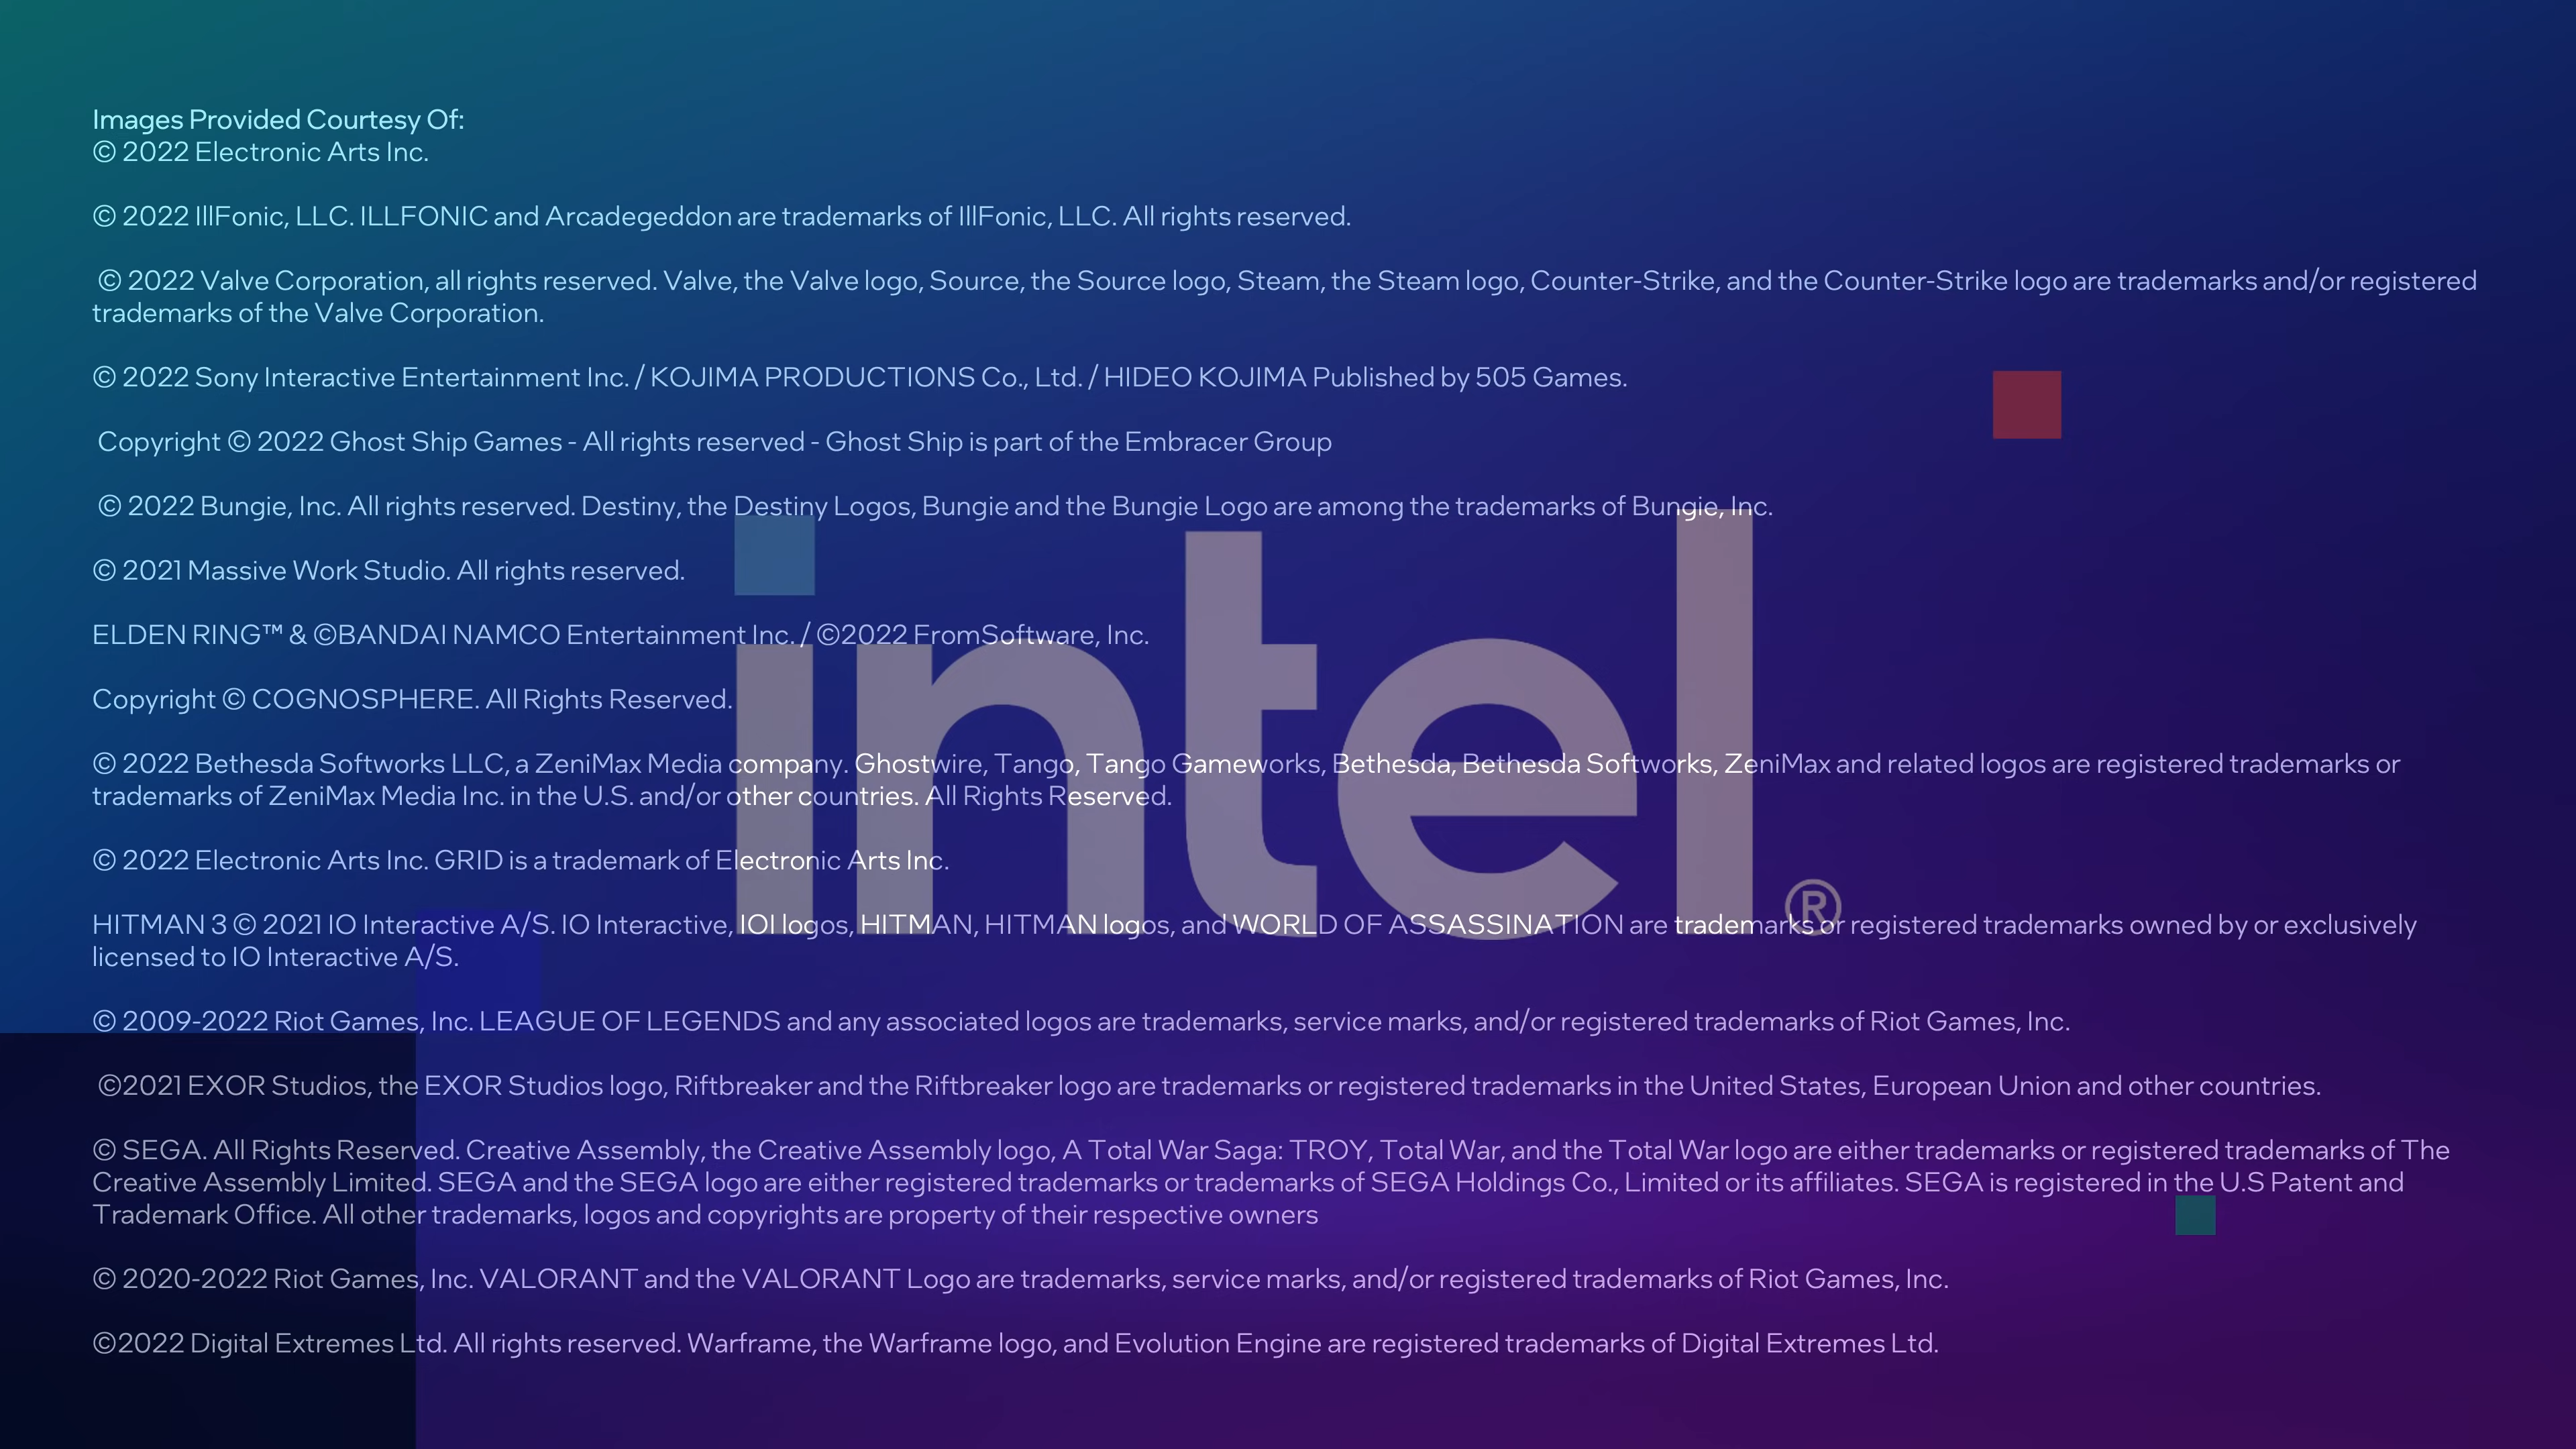 Images Provided Courtesy Of:
© 2022 Electronic Arts Inc.
© 2022 IllFonic, LLC. ILLFONIC and Arcadegeddon are trademarks of IllFonic, LLC. All rights reserved.
© 2022 Valve Corporation, all rights reserved. Valve, the Valve logo, Source, the Source logo, Steam, the Steam logo, Counter-Strike, and the Counter-Strike logo are trademarks and/or registered
trademarks of the Valve Corporation.
© 2022 Sony Interactive Entertainment Inc. / KOJIMA PRODUCTIONS Co., Ltd. / HIDEO KOJIMA Published by 505 Games.
Copyright © 2022 Ghost Ship Games - All rights reserved - Ghost Ship is part of the Embracer Group
© 2022 Bungie, Inc. All rights reserved. Destiny, the Destiny Logos, Bungie and the Bungie Logo are among the trademarks of Bungie, Inc.
© 2021 Massive Work Studio. All rights reserved.
ELDEN RING™ & ©BANDAI NAMCO Entertainment Inc. / ©2022 FromSoftware, Inc.
Copyright © COGNOSPHERE. All Rights Reserved.
© 2022 Bethesda Softworks LLC, a ZeniMax Media company. Ghostwire, Tango, Tango Gameworks, Bethesda, Bethesda Softworks, ZeniMax and related logos are registered trademarks or
trademarks of ZeniMax Media Inc. in the U.S. and/or other countries. All Rights Reserved.
© 2022 Electronic Arts Inc. GRID is a trademark of Electronic Arts Inc.
HITMAN 3 © 2021 IO Interactive A/S. IO Interactive, IOI logos, HITMAN, HITMAN logos, and WORLD OF ASSASSINATION are trademarks or registered trademarks owned by or exclusively
licensed to IO Interactive A/S.
© 2009-2022 Riot Games, Inc. LEAGUE OF LEGENDS and any associated logos are trademarks, service marks, and/or registered trademarks of Riot Games, Inc.
©2021 EXOR Studios, the EXOR Studios logo, Riftbreaker and the Riftbreaker logo are trademarks or registered trademarks in the United States, European Union and other countries.
© SEGA. All Rights Reserved. Creative Assembly, the Creative Assembly logo, A Total War Saga: TROY, Total War, and the Total War logo are either trademarks or registered trademarks of The
Creative Assembly Limited. SEGA and the SEGA logo are either registered trademarks or trademarks of SEGA Holdings Co., Limited or its affiliates. SEGA is registered in the U.S Patent and
Trademark Office. All other trademarks, logos and copyrights are property of their respective owners
© 2020-2022 Riot Games, Inc. VALORANT and the VALORANT Logo are trademarks, service marks, and/or registered trademarks of Riot Games, Inc.
©2022 Digital Extremes Ltd. All rights reserved. Warframe, the Warframe logo, and Evolution Engine are registered trademarks of Digital Extremes Ltd.
intel®